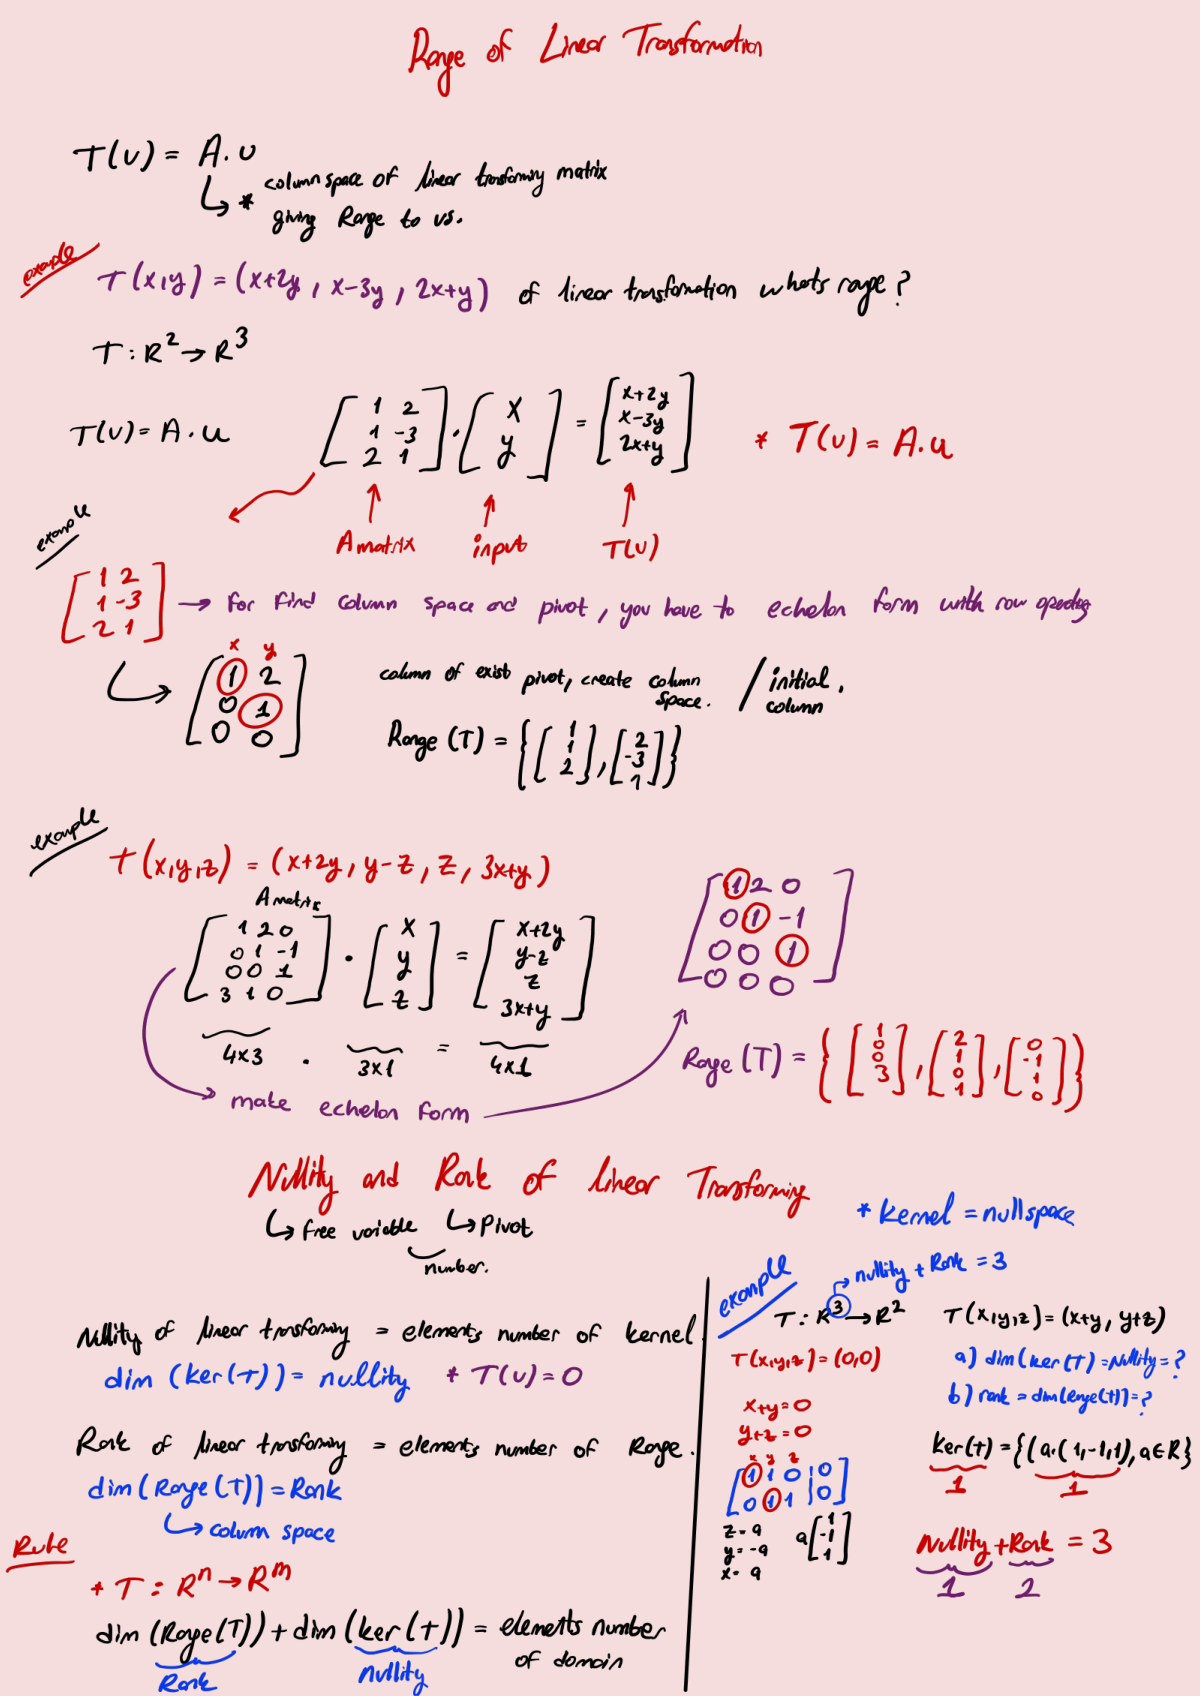 Range of Linear Transformation
T(u) = A.u
* column space of linear transforming matrix
giving Range to us.
example
T(x,y) = (x+2y, x-3y, 2x+y) of linear transformation whats range?
T: R² → R³
T(u) = A.u [1 2; 1 -3; 2 1] . [x; y] = [x+2y; x-3y; 2x+y] * T(u) = A.u
A matrix input T(u)
example
[1 2; 1 -3; 2 1] → For find column space and pivot, you have to echelon form with row operating
x y
[1 2; 0 1; 0 0]
column of exist pivot, create column space. / initial column
Range (T) = {[1; 1; 2], [2; -3; 1]}
example
T(x,y,z) = (x+2y, y-z, z, 3x+y)
A matrix
[1 2 0; 0 1 -1; 0 0 1; 3 1 0] . [x; y; z] = [x+2y; y-z; z; 3x+y]
4x3 . 3x1 = 4x1
make echelon form
[1 2 0; 0 1 -1; 0 0 1; 0 0 0]
Range (T) = {[1; 0; 0; 3], [2; 1; 0; 1], [0; -1; 1; 0]}
Nullity and Rank of linear Transforming
free variable Pivot
number.
* Kernel = nullspace
Nullity of linear transforming = elements number of kernel.
dim (ker(T)) = nullity * T(u) = 0
Rank of linear transforming = elements number of Range.
dim (Range(T)) = Rank
column space
Rule
* T: Rⁿ → Rᵐ
dim (Range(T)) + dim (ker(t)) = elements number
of domain
Rank nullity
example
nullity + Rank = 3
T: R³ → R² T(x,y,z) = (x+y, y+z)
T(x,y,z) = (0,0)
a) dim(ker(T) = Nullity = ?
b) rank = dim(Range(t)) = ?
x+y=0
y+z=0
x y z
[1 1 0 | 0; 0 1 1 | 0]
z = a
y = -a
x = a
a [1; -1; 1]
ker(t) = {(a.(1,-1,1), a∈R}
1 1
Nullity + Rank = 3
1 2